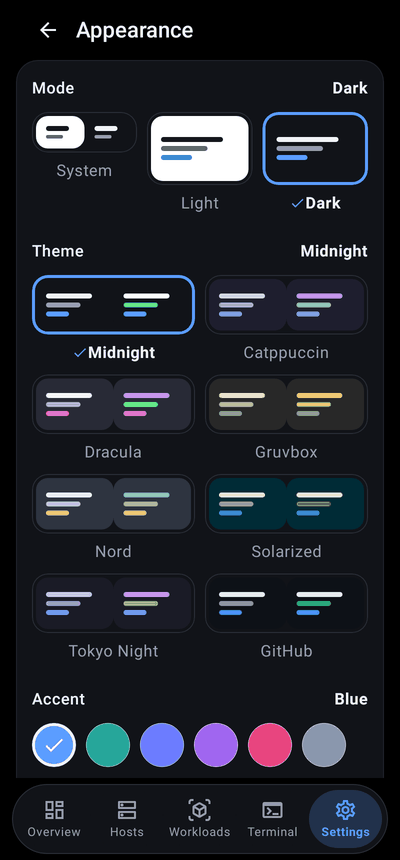 Appearance
Mode Dark
System
Light
Dark
Theme Midnight
Midnight Catppuccin
Dracula Gruvbox
Nord Solarized
Tokyo Night GitHub
Accent Blue
Overview Hosts Workloads Terminal Settings